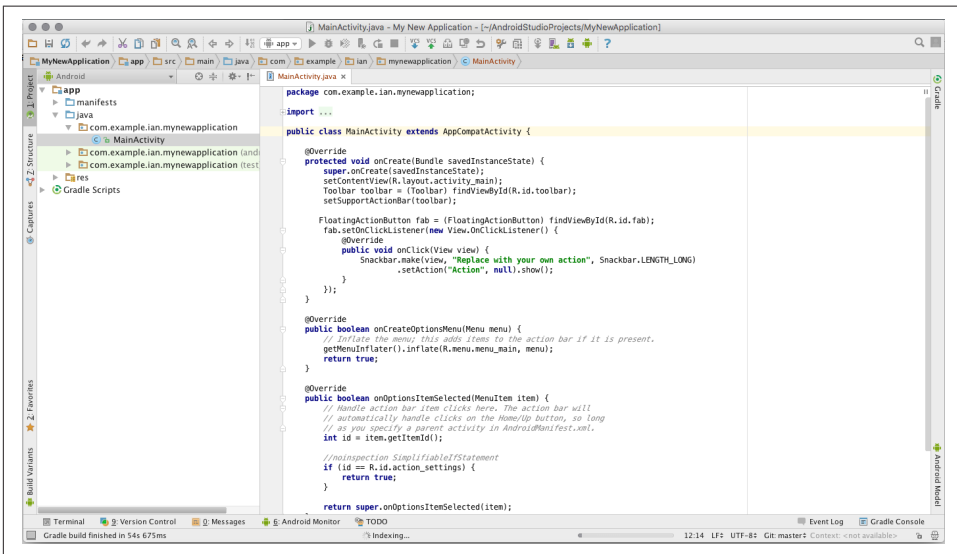 MainActivity.java - My New Application - [~/AndroidStudioProjects/MyNewApplication]
app
MyNewApplication app src main java com example ian mynewapplication MainActivity
Android
MainActivity.java
1: Project
Z: Structure
Captures
2: Favorites
Build Variants
app
manifests
java
com.example.ian.mynewapplication
MainActivity
com.example.ian.mynewapplication (andr
com.example.ian.mynewapplication (test
res
Gradle Scripts
package com.example.ian.mynewapplication;
import ...
public class MainActivity extends AppCompatActivity {
@Override
protected void onCreate(Bundle savedInstanceState) {
super.onCreate(savedInstanceState);
setContentView(R.layout.activity_main);
Toolbar toolbar = (Toolbar) findViewById(R.id.toolbar);
setSupportActionBar(toolbar);
FloatingActionButton fab = (FloatingActionButton) findViewById(R.id.fab);
fab.setOnClickListener(new View.OnClickListener() {
@Override
public void onClick(View view) {
Snackbar.make(view, "Replace with your own action", Snackbar.LENGTH_LONG)
.setAction("Action", null).show();
}
});
}
@Override
public boolean onCreateOptionsMenu(Menu menu) {
// Inflate the menu; this adds items to the action bar if it is present.
getMenuInflater().inflate(R.menu.menu_main, menu);
return true;
}
@Override
public boolean onOptionsItemSelected(MenuItem item) {
// Handle action bar item clicks here. The action bar will
// automatically handle clicks on the Home/Up button, so long
// as you specify a parent activity in AndroidManifest.xml.
int id = item.getItemId();
//noinspection SimplifiableIfStatement
if (id == R.id.action_settings) {
return true;
}
return super.onOptionsItemSelected(item);
Gradle
Android Model
Terminal 9: Version Control 0: Messages 6: Android Monitor TODO Event Log Gradle Console
Gradle build finished in 54s 675ms Indexing... 12:14 LF UTF-8 Git: master Context: <not available>